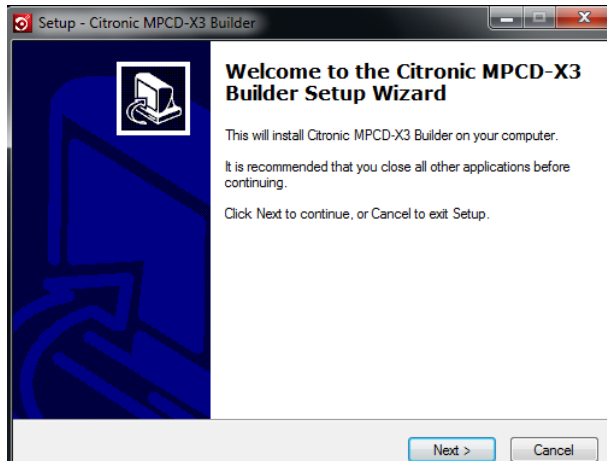 Setup - Citronic MPCD-X3 Builder
Welcome to the Citronic MPCD-X3
Builder Setup Wizard
This will install Citronic MPCD-X3 Builder on your computer.
It is recommended that you close all other applications before
continuing.
Click Next to continue, or Cancel to exit Setup.
Next >
Cancel